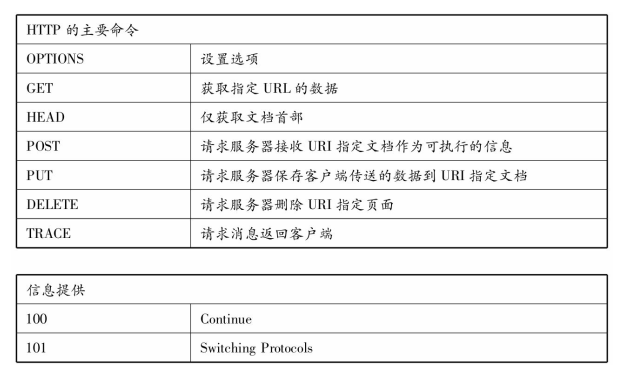 HTTP 的主要命令
OPTIONS 设置选项
GET 获取指定 URL 的数据
HEAD 仅获取文档首部
POST 请求服务器接收 URI 指定文档作为可执行的信息
PUT 请求服务器保存客户端传送的数据到 URI 指定文档
DELETE 请求服务器删除 URI 指定页面
TRACE 请求消息返回客户端
信息提供
100 Continue
101 Switching Protocols